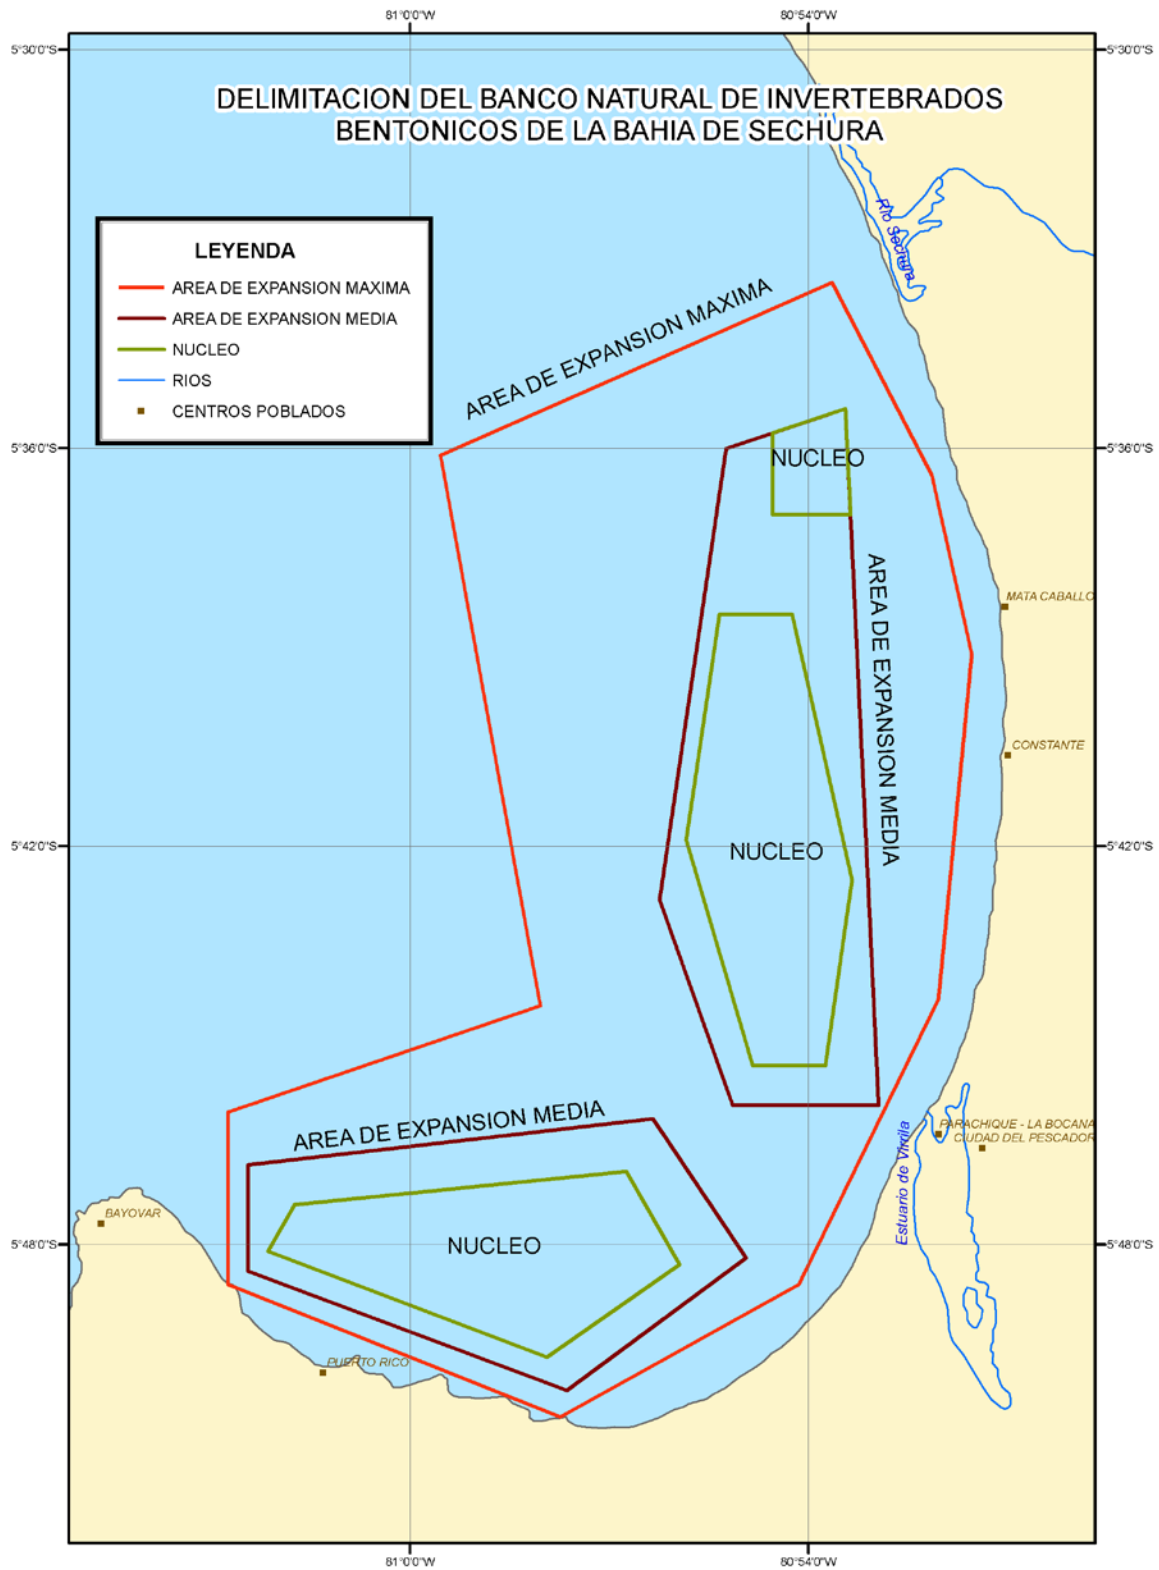 81°0'0"W
80°54'0"W
5°30'0"S
5°30'0"S
DELIMITACION DEL BANCO NATURAL DE INVERTEBRADOS
BENTONICOS DE LA BAHIA DE SECHURA
Río Sechura
LEYENDA
AREA DE EXPANSION MAXIMA
AREA DE EXPANSION MEDIA
NUCLEO
RIOS
CENTROS POBLADOS
AREA DE EXPANSION MAXIMA
5°36'0"S
5°36'0"S
NUCLEO
AREA DE EXPANSION MEDIA
MATA CABALLO
CONSTANTE
5°42'0"S
5°42'0"S
NUCLEO
AREA DE EXPANSION MEDIA
PARACHIQUE - LA BOCANA
CIUDAD DEL PESCADOR
Estuario de Virrila
BAYOVAR
5°48'0"S
5°48'0"S
NUCLEO
PUERTO RICO
81°0'0"W
80°54'0"W